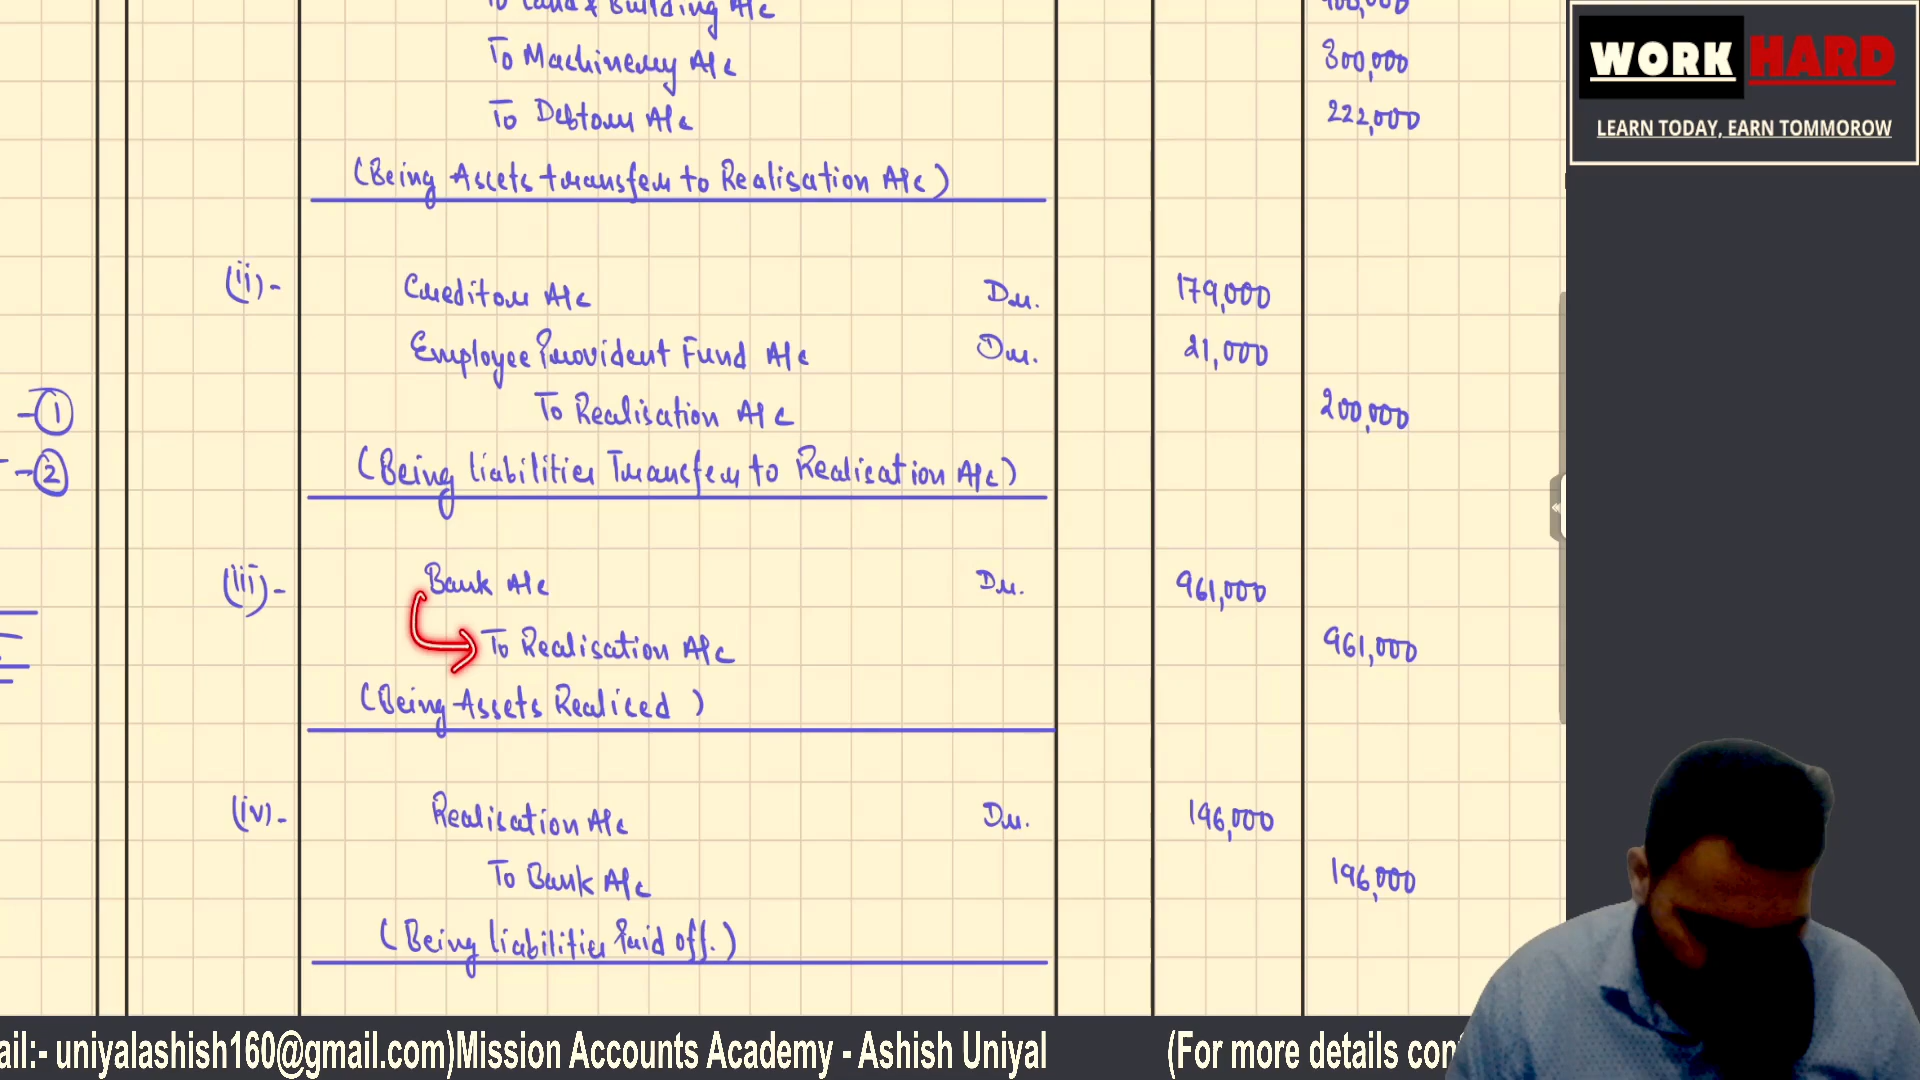 To Land & Building A/c
To Machinery A/c 300,000
To Debtors A/c 222,000
(Being Assets transfer to Realisation A/c)
(ii)- Creditors A/c Dr. 179,000
Employee Provident Fund A/c Dr. 21,000
To Realisation A/c 200,000
(Being liabilities Transfer to Realisation A/c)
-①
-②
(iii)- Bank A/c Dr. 961,000
To Realisation A/c 961,000
(Being Assets Realiced)
(iv)- Realisation A/c Dr. 196,000
To Bank A/c 196,000
(Being liabilities Paid off.)
WORK HARD
LEARN TODAY, EARN TOMMOROW
ail:- uniyalashish160@gmail.com)Mission Accounts Academy - Ashish Uniyal (For more details con